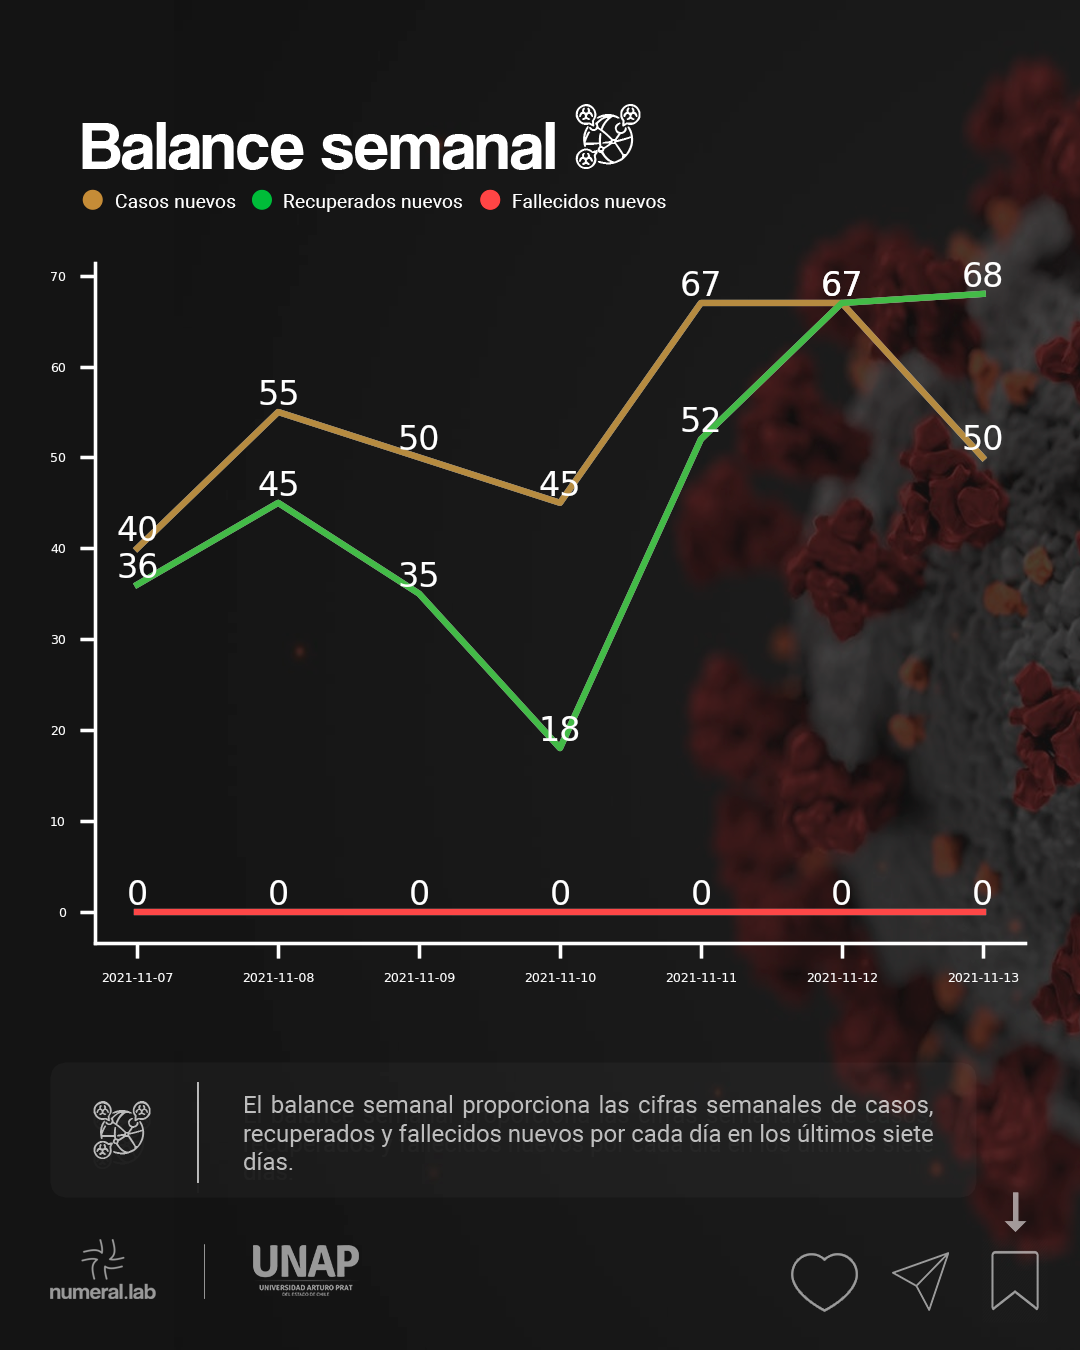 Balance semanal
Casos nuevos Recuperados nuevos Fallecidos nuevos
70
60
50
40
30
20
10
0
67 67 68
55
50
52
50
45
45
40
36
35
18
0 0 0 0 0 0 0
2021-11-07 2021-11-08 2021-11-09 2021-11-10 2021-11-11 2021-11-12 2021-11-13
El balance semanal proporciona las cifras semanales de casos,
recuperados y fallecidos nuevos por cada día en los últimos siete
días.
numeral.lab
UNAP
UNIVERSIDAD ARTURO PRAT
DEL ESTADO DE CHILE